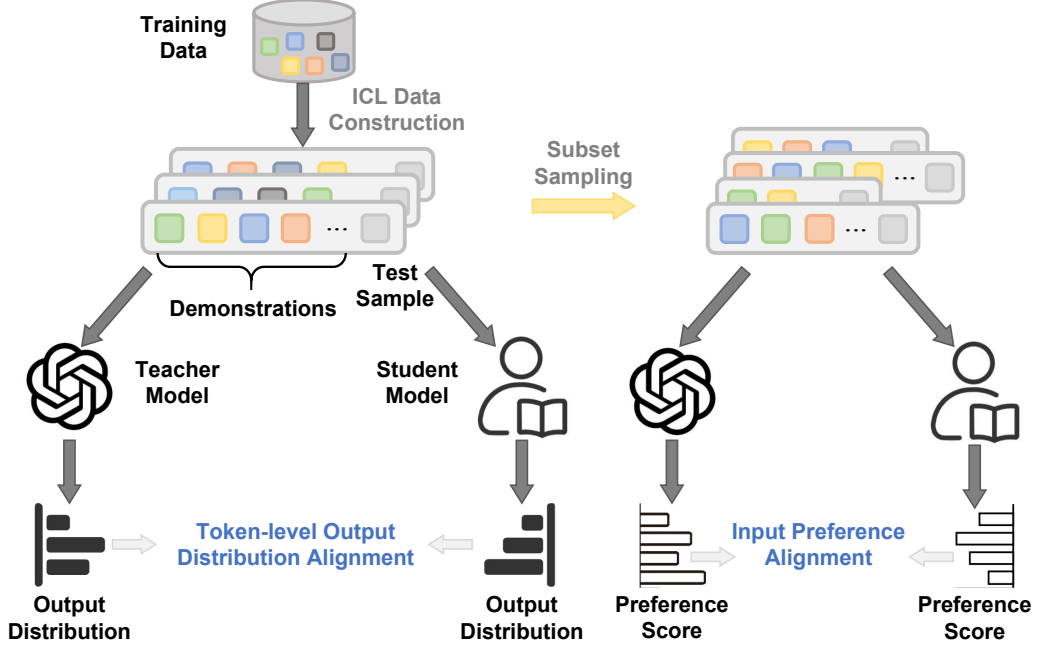 Training
Data
ICL Data
Construction
Subset
Sampling
...
...
...
...
Demonstrations
Test
Sample
Teacher
Model
Student
Model
Token-level Output
Distribution Alignment
Input Preference
Alignment
Output
Distribution
Output
Distribution
Preference
Score
Preference
Score